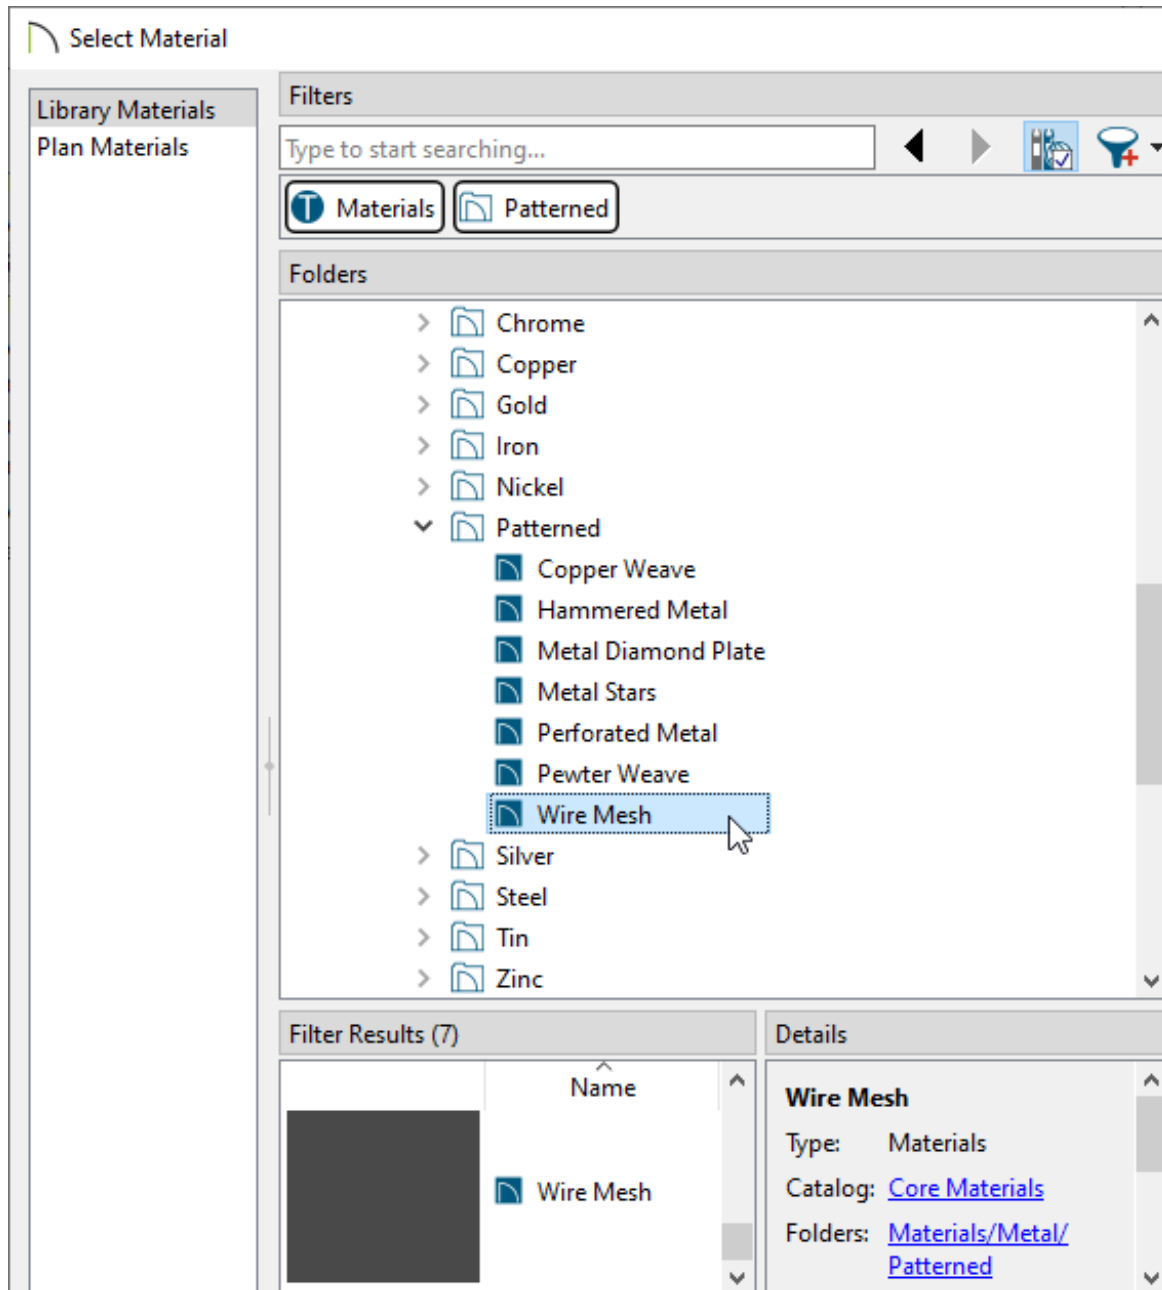 Select Material
Library Materials
Plan Materials
Filters
Type to start searching...
Materials
Patterned
Folders
Chrome
Copper
Gold
Iron
Nickel
Patterned
Copper Weave
Hammered Metal
Metal Diamond Plate
Metal Stars
Perforated Metal
Pewter Weave
Wire Mesh
Silver
Steel
Tin
Zinc
Filter Results (7)
Name
Wire Mesh
Details
Wire Mesh
Type: Materials
Catalog: Core Materials
Folders: Materials/Metal/
Patterned